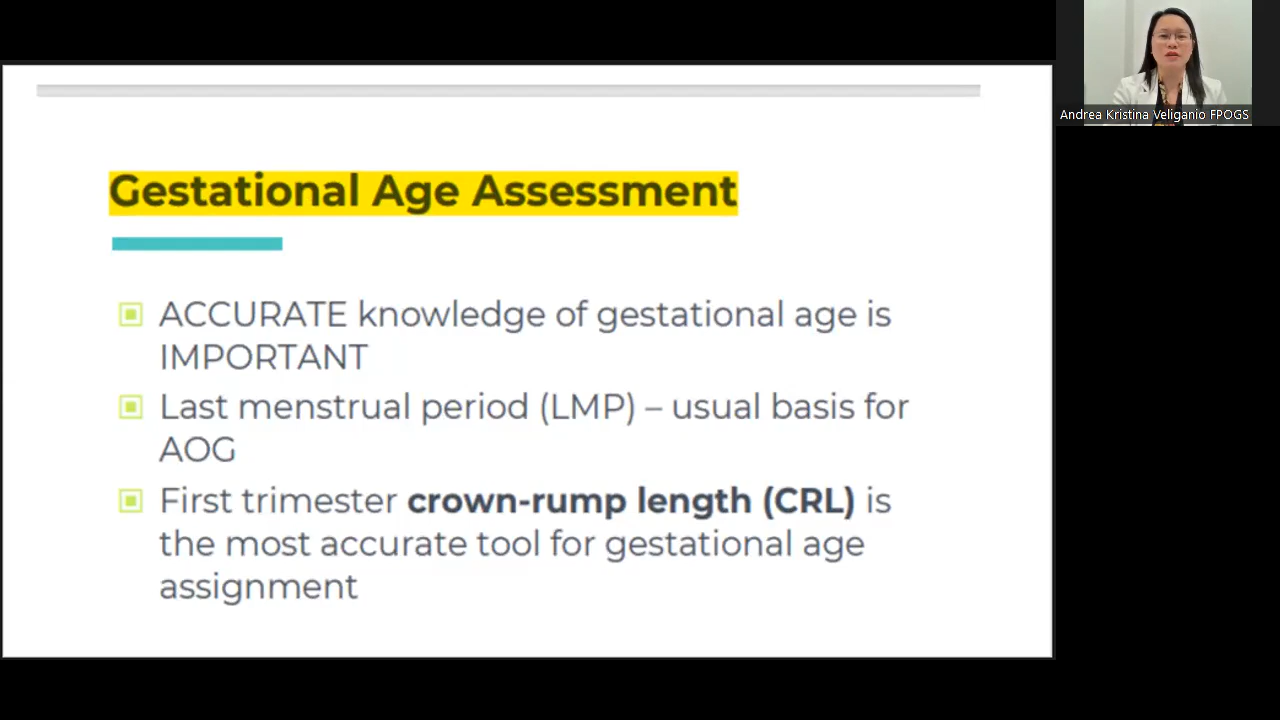 Gestational Age Assessment
ACCURATE knowledge of gestational age is
IMPORTANT
Last menstrual period (LMP) – usual basis for
AOG
First trimester crown-rump length (CRL) is
the most accurate tool for gestational age
assignment
Andrea Kristina Veliganio FPOGS